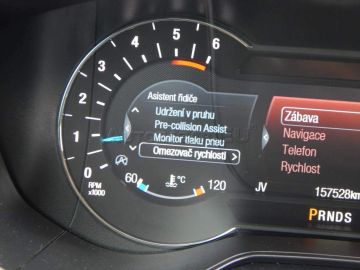 5
6
4
3
2
1
0
RPM
x1000
Asistent řidiče
Udržení v pruhu
Pre-collision Assist
Monitor tlaku pneu
Omezovač rychlosti
60
°C
120
Zábava
Navigace
Telefon
Rychlost
JV
157528km
PRNDS